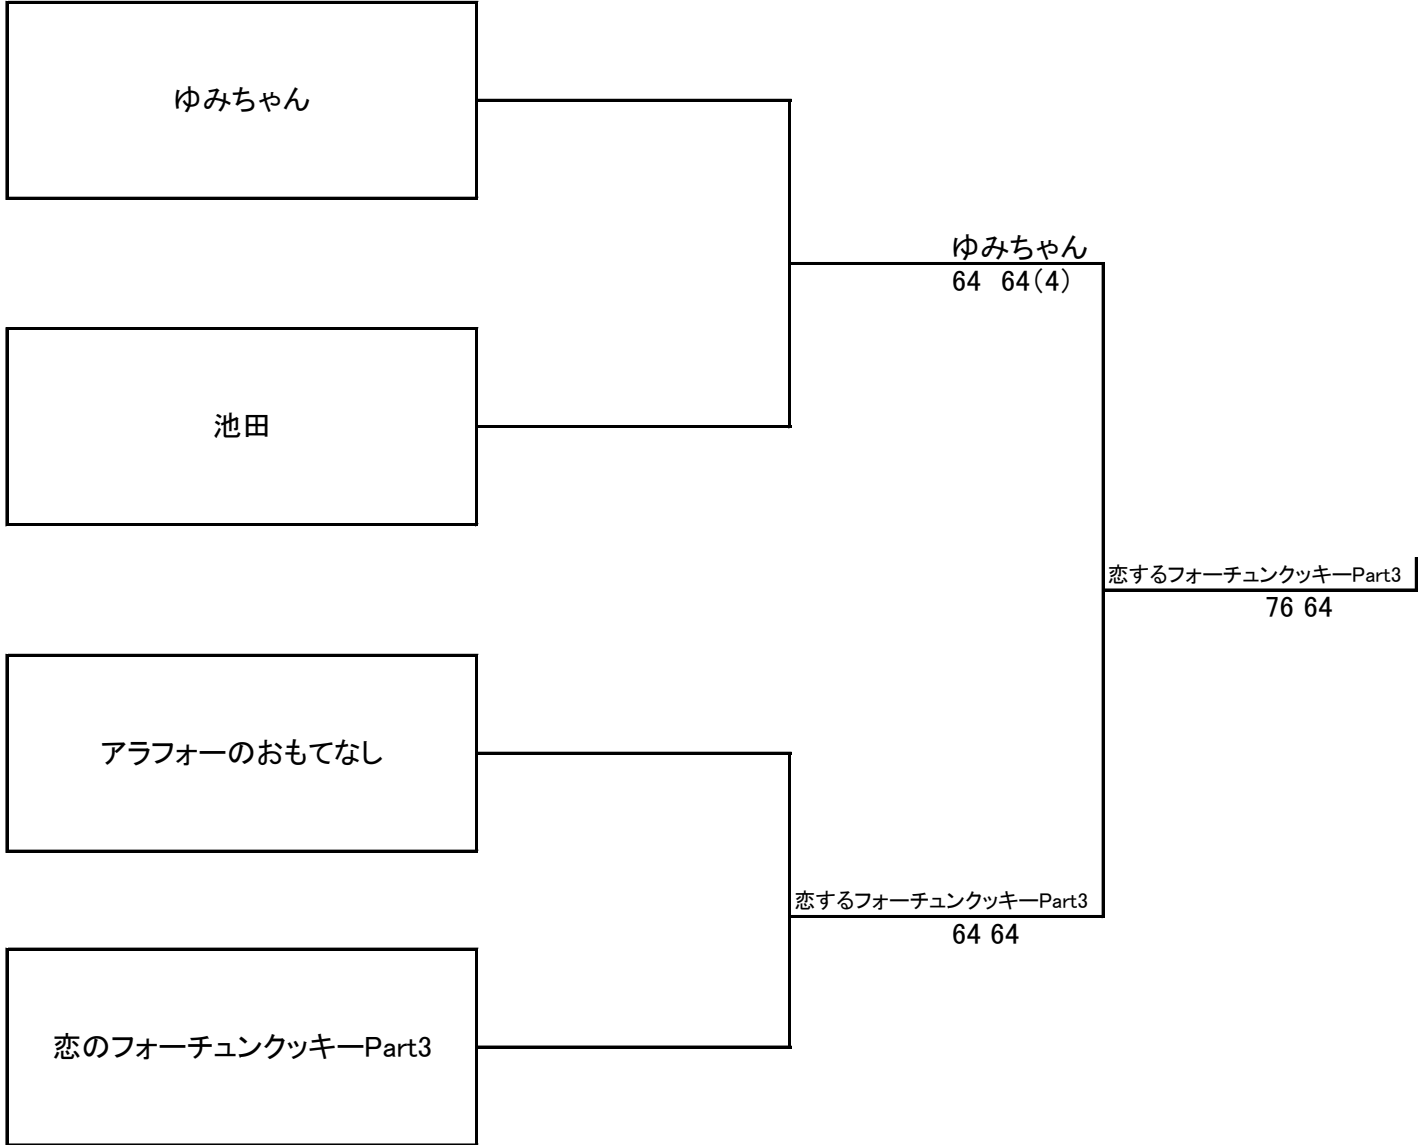 ゆみちゃん
ゆみちゃん
64 64(4)
池田
恋するフォーチュンクッキーPart3
76 64
アラフォーのおもてなし
恋するフォーチュンクッキーPart3
64 64
恋のフォーチュンクッキーPart3